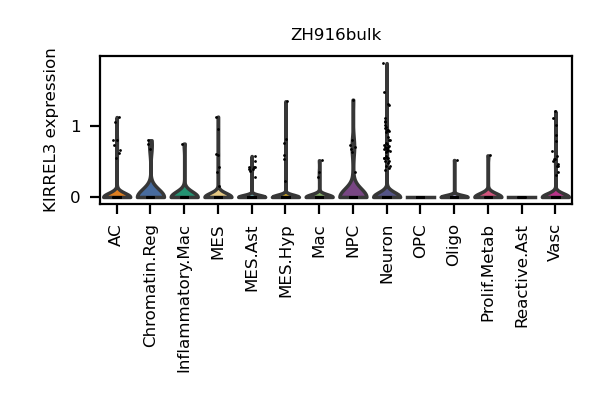 ZH916bulk
KIRREL3 expression
1
0
AC
Chromatin.Reg
Inflammatory.Mac
MES
MES.Ast
MES.Hyp
Mac
NPC
Neuron
OPC
Oligo
Prolif.Metab
Reactive.Ast
Vasc